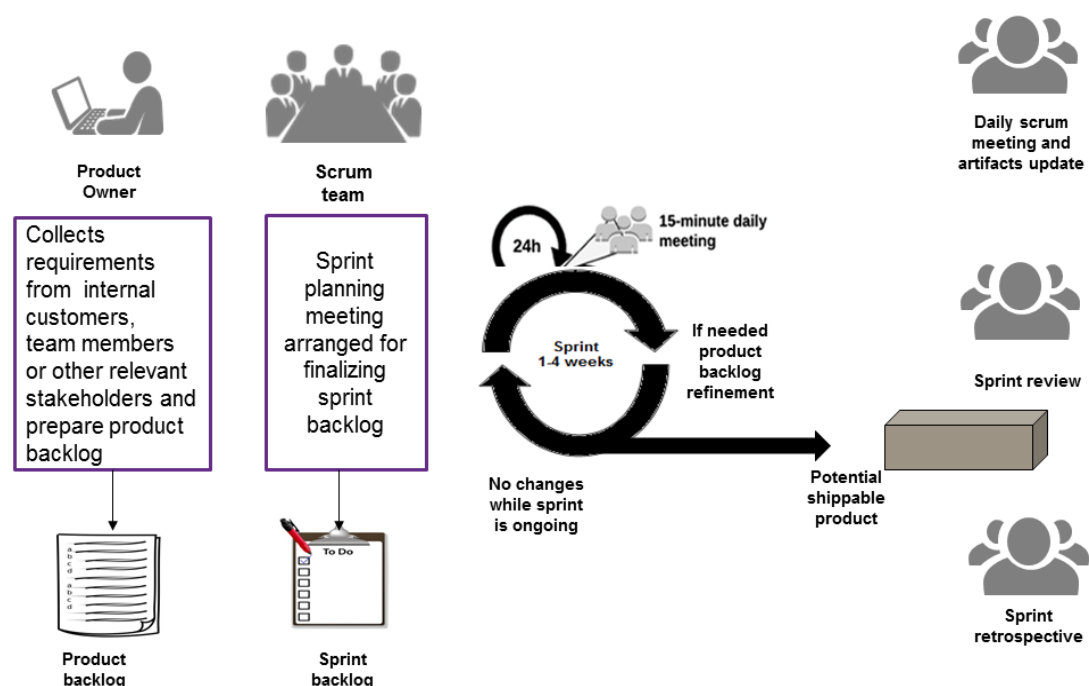 Product
Owner
Collects
requirements
from internal
customers,
team members
or other relevant
stakeholders and
prepare product
backlog
a
b
c
d
a
b
c
d
Product
backlog
Scrum
team
Sprint
planning
meeting
arranged for
finalizing
sprint
backlog
To Do
Sprint
backlog
24h
15-minute daily
meeting
Sprint
1-4 weeks
If needed
product
backlog
refinement
No changes
while sprint
is ongoing
Potential
shippable
product
Daily scrum
meeting and
artifacts update
Sprint review
Sprint
retrospective